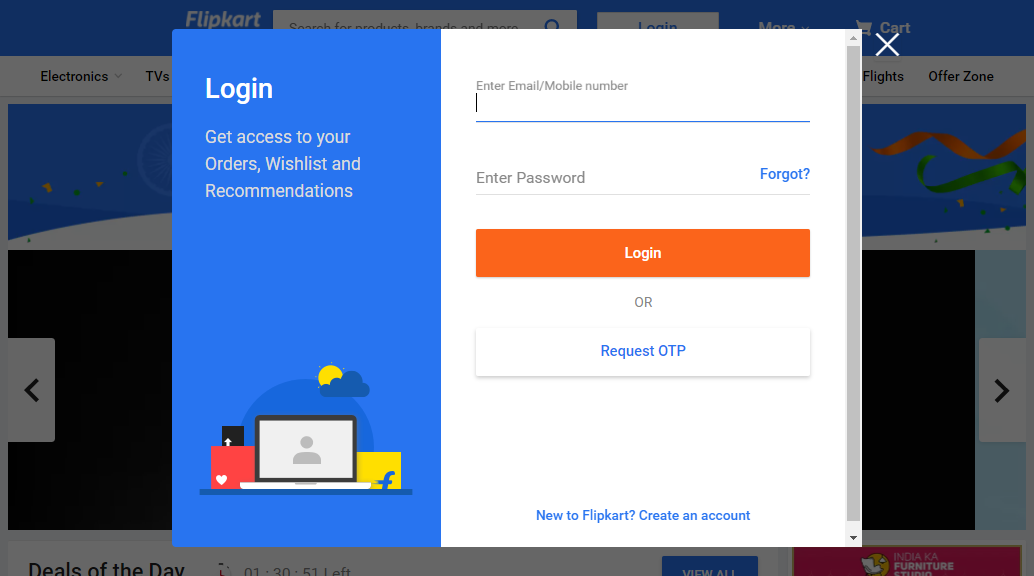 Flipkart
Search for products, brands and more
Login
More
Cart
Electronics
TVs
Flights
Offer Zone
Login
Get access to your
Orders, Wishlist and
Recommendations
Enter Email/Mobile number
Enter Password
Forgot?
Login
OR
Request OTP
New to Flipkart? Create an account
Deals of the Day
01 : 30 : 51 Left
VIEW ALL
INDIA KA
FURNITURE
STUDIO